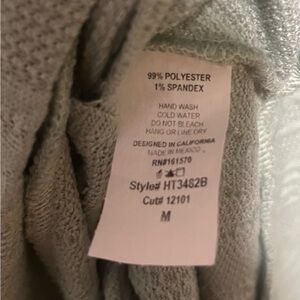 99% POLYESTER
1% SPANDEX
HAND WASH
COLD WATER
DO NOT BLEACH
HANG OR LINE DRY
DESIGNED IN CALIFORNIA
MADE IN MEXICO
RN#161570
Style# HT3482B
Cut# 12101
M